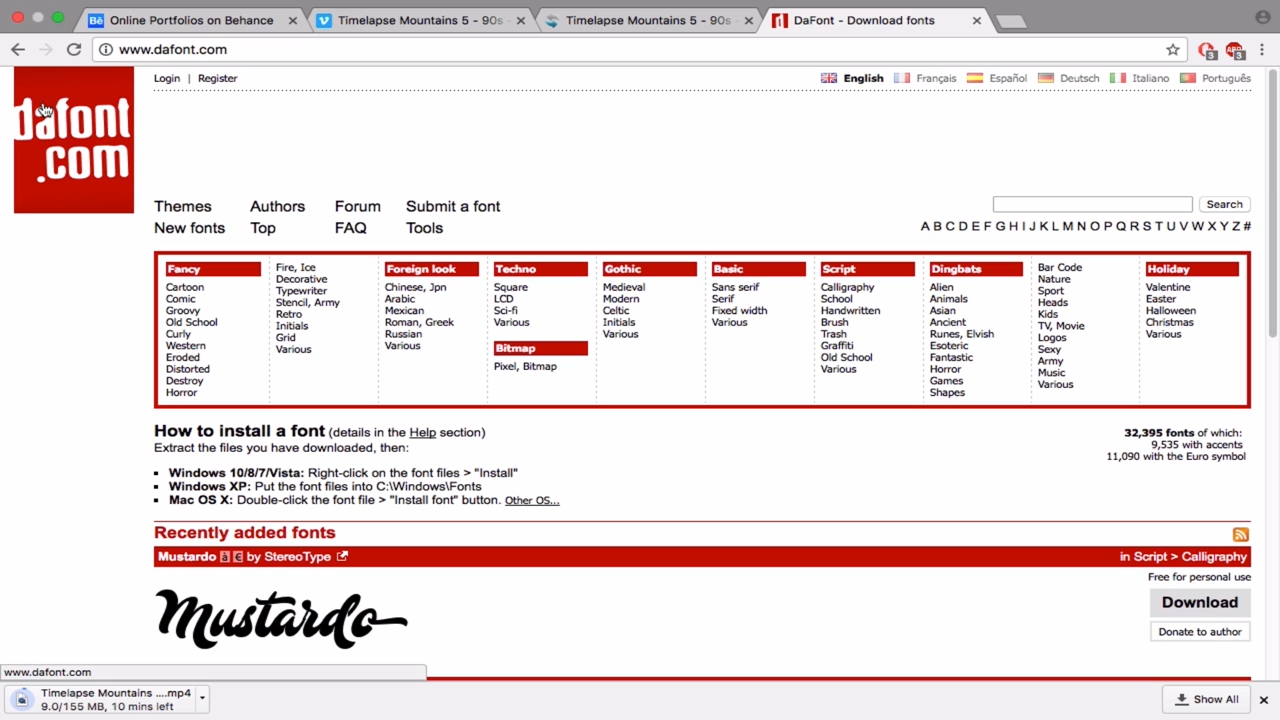 Online Portfolios on Behance
Timelapse Mountains 5 - 90s
Timelapse Mountains 5 - 90s
DaFont - Download fonts
www.dafont.com
3
ABP
3
dafont
.com
Login | Register
English Français Español Deutsch Italiano Português
Themes Authors Forum Submit a font
New fonts Top FAQ Tools
Search
A B C D E F G H I J K L M N O P Q R S T U V W X Y Z #
Fancy
Cartoon
Comic
Groovy
Old School
Curly
Western
Eroded
Distorted
Destroy
Horror
Fire, Ice
Decorative
Typewriter
Stencil, Army
Retro
Initials
Grid
Various
Foreign look
Chinese, Jpn
Arabic
Mexican
Roman, Greek
Russian
Various
Techno
Square
LCD
Sci-fi
Various
Bitmap
Pixel, Bitmap
Gothic
Medieval
Modern
Celtic
Initials
Various
Basic
Sans serif
Serif
Fixed width
Various
Script
Calligraphy
School
Handwritten
Brush
Trash
Graffiti
Old School
Various
Dingbats
Alien
Animals
Asian
Ancient
Runes, Elvish
Esoteric
Fantastic
Horror
Games
Shapes
Bar Code
Nature
Sport
Heads
Kids
TV, Movie
Logos
Sexy
Army
Music
Various
Holiday
Valentine
Easter
Halloween
Christmas
Various
How to install a font (details in the Help section)
Extract the files you have downloaded, then:
Windows 10/8/7/Vista: Right-click on the font files > "Install"
Windows XP: Put the font files into C:\Windows\Fonts
Mac OS X: Double-click the font file > "Install font" button. Other OS...
32,395 fonts of which:
9,535 with accents
11,090 with the Euro symbol
Recently added fonts
Mustardo à € by StereoType
in Script > Calligraphy
Free for personal use
Mustardo
Download
Donate to author
www.dafont.com
Timelapse Mountains ....mp4
9.0/155 MB, 10 mins left
Show All